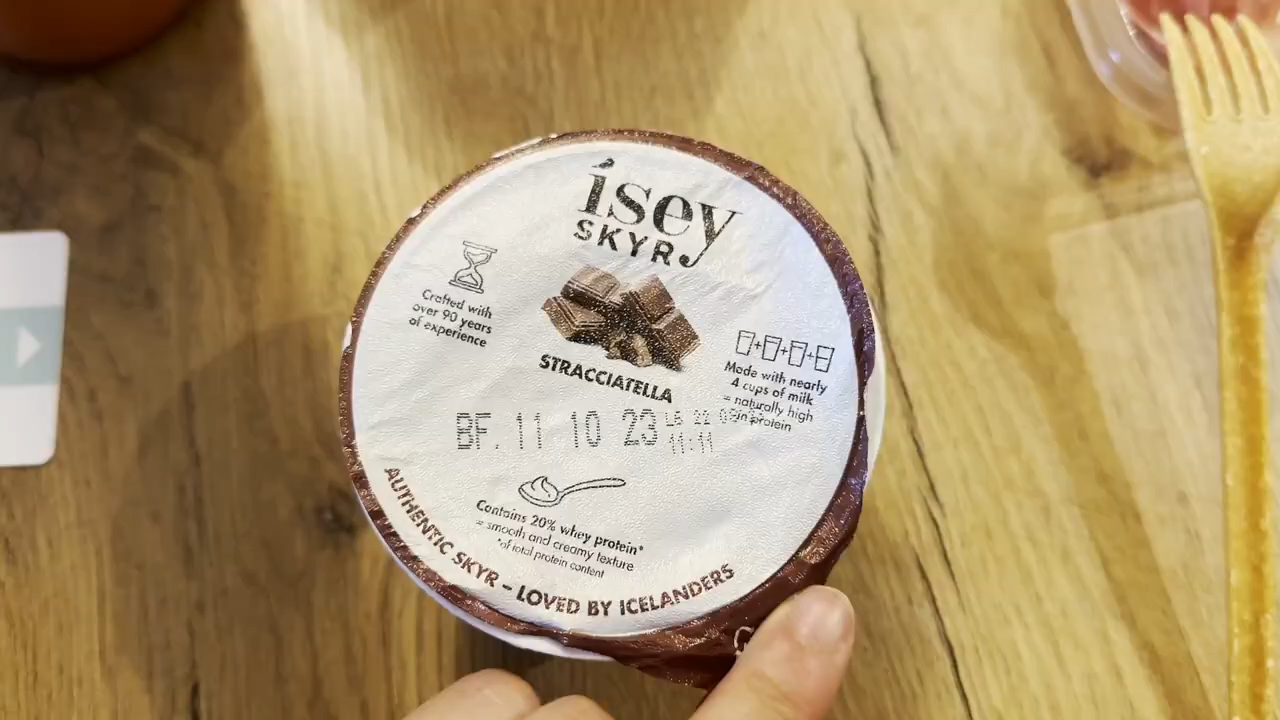 ísey
SKYR
Crafted with
over 90 years
of experience
STRACCIATELLA
Made with nearly
4 cups of milk
= naturally high
in protein
BF. 11 10 23
11:11
Contains 20% whey protein*
= smooth and creamy texture
*of total protein content
AUTHENTIC SKYR – LOVED BY ICELANDERS